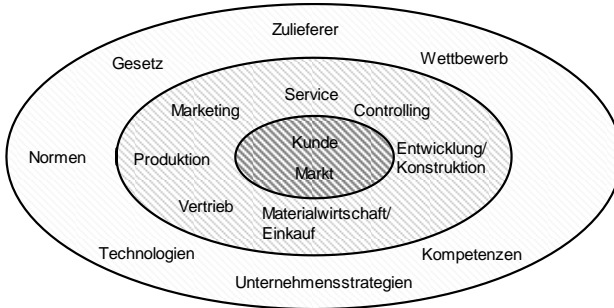 Zulieferer
Gesetz
Wettbewerb
Service
Marketing
Controlling
Kunde
Normen
Produktion
Entwicklung/
Konstruktion
Markt
Vertrieb
Materialwirtschaft/
Einkauf
Technologien
Kompetenzen
Unternehmensstrategien